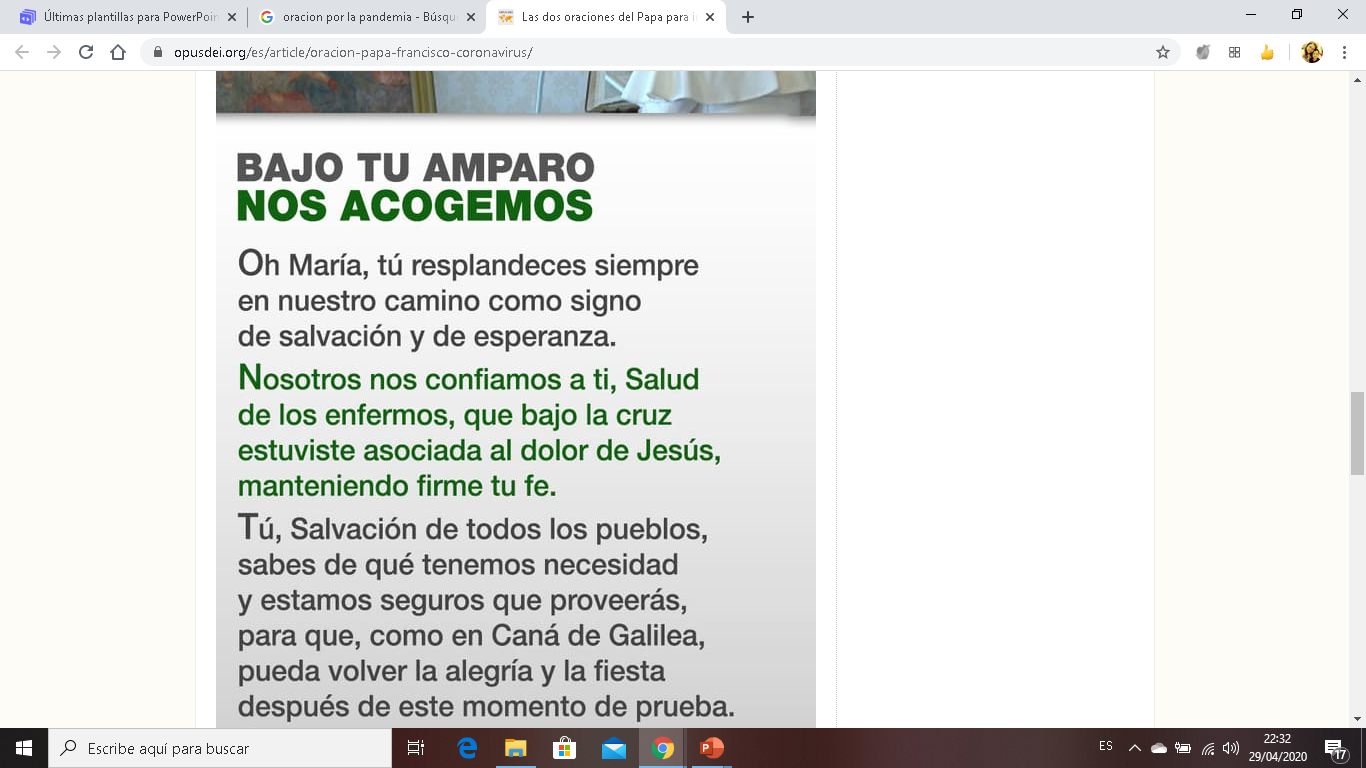 Últimas plantillas para PowerPoin
oracion por la pandemia - Búsqu
Las dos oraciones del Papa para i
opusdei.org/es/article/oracion-papa-francisco-coronavirus/
BAJO TU AMPARO
NOS ACOGEMOS
Oh María, tú resplandeces siempre
en nuestro camino como signo
de salvación y de esperanza.
Nosotros nos confiamos a ti, Salud
de los enfermos, que bajo la cruz
estuviste asociada al dolor de Jesús,
manteniendo firme tu fe.
Tú, Salvación de todos los pueblos,
sabes de qué tenemos necesidad
y estamos seguros que proveerás,
para que, como en Caná de Galilea,
pueda volver la alegría y la fiesta
después de este momento de prueba.
Escribe aquí para buscar
ES
22:32
29/04/2020
17